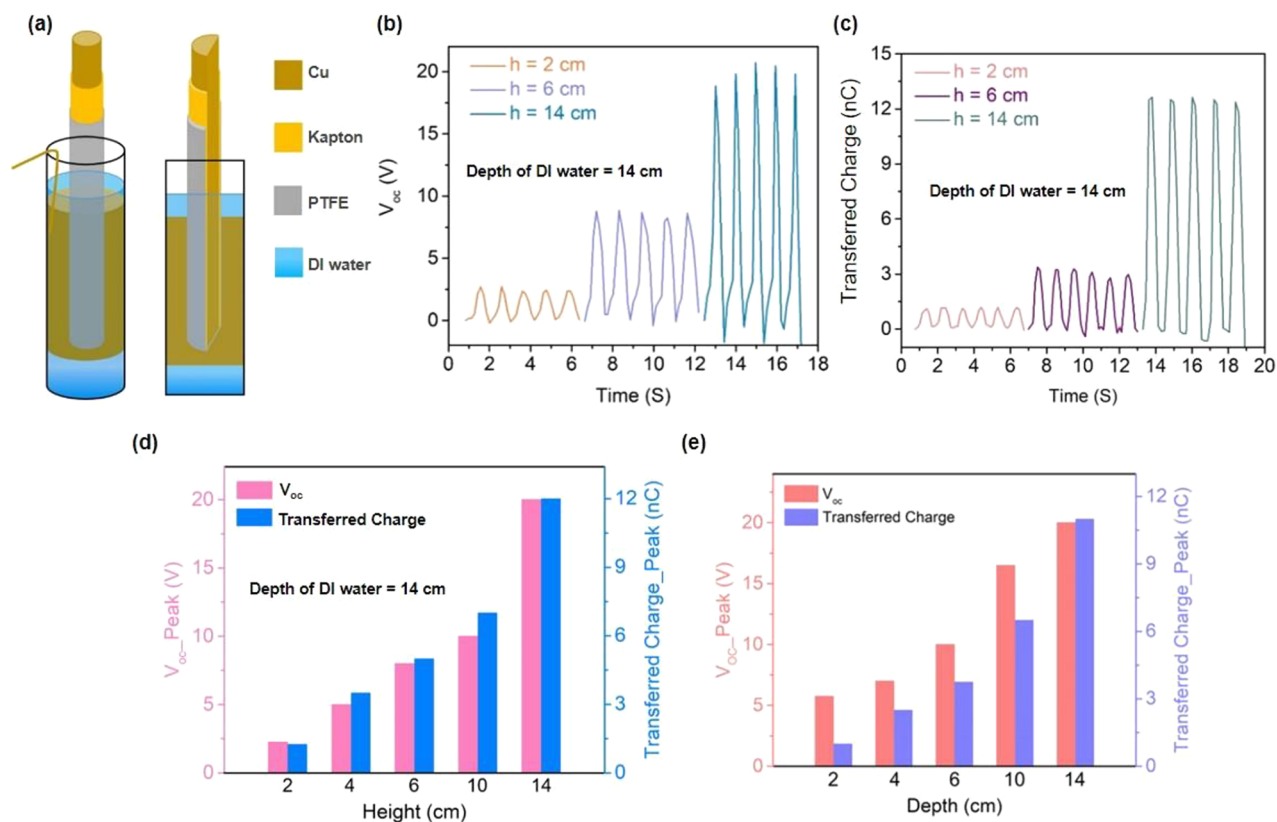 (a)
Cu
Kapton
PTFE
DI water
(b)
h = 2 cm
h = 6 cm
h = 14 cm
Depth of DI water = 14 cm
Voc (V)
20
15
10
5
0
0 2 4 6 8 10 12 14 16 18
Time (S)
(c)
h = 2 cm
h = 6 cm
h = 14 cm
Depth of DI water = 14 cm
Transferred Charge (nC)
15
12
9
6
3
0
0 2 4 6 8 10 12 14 16 18 20
Time (S)
(d)
Voc
Transferred Charge
Depth of DI water = 14 cm
Voc_Peak (V)
20
15
10
5
0
2 4 6 10 14
Height (cm)
12
9
6
3
0
Transferred Charge_Peak (nC)
(e)
Voc
Transferred Charge
Voc_Peak (V)
20
15
10
5
0
2 4 6 10 14
Depth (cm)
12
9
6
3
0
Transferred Charge_Peak (nC)